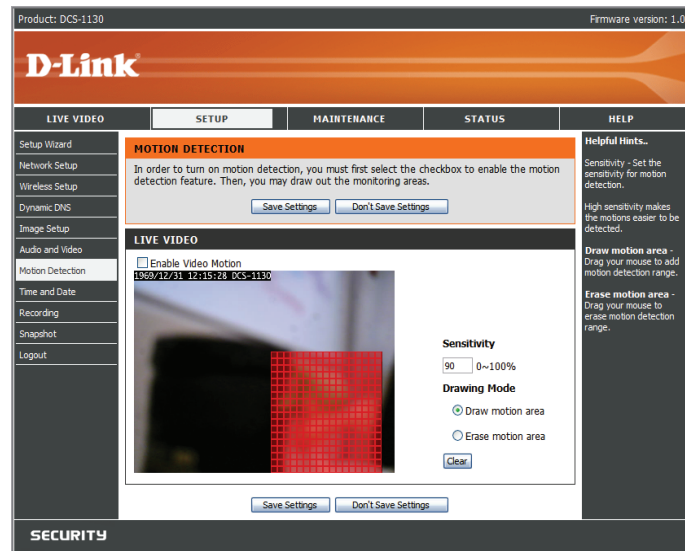 Product: DCS-1130
Firmware version: 1.0
D-Link
LIVE VIDEO
SETUP
MAINTENANCE
STATUS
HELP
Setup Wizard
Network Setup
Wireless Setup
Dynamic DNS
Image Setup
Audio and Video
Motion Detection
Time and Date
Recording
Snapshot
Logout
MOTION DETECTION
In order to turn on motion detection, you must first select the checkbox to enable the motion
detection feature. Then, you may draw out the monitoring areas.
Save Settings
Don't Save Settings
LIVE VIDEO
Enable Video Motion
1969/12/31 12:15:28 DCS-1130
Sensitivity
90 0~100%
Drawing Mode
Draw motion area
Erase motion area
Clear
Save Settings
Don't Save Settings
Helpful Hints..
Sensitivity - Set the
sensitivity for motion
detection.
High sensitivity makes
the motions easier to be
detected.
Draw motion area -
Drag your mouse to add
motion detection range.
Erase motion area -
Drag your mouse to
erase motion detection
range.
SECURITY